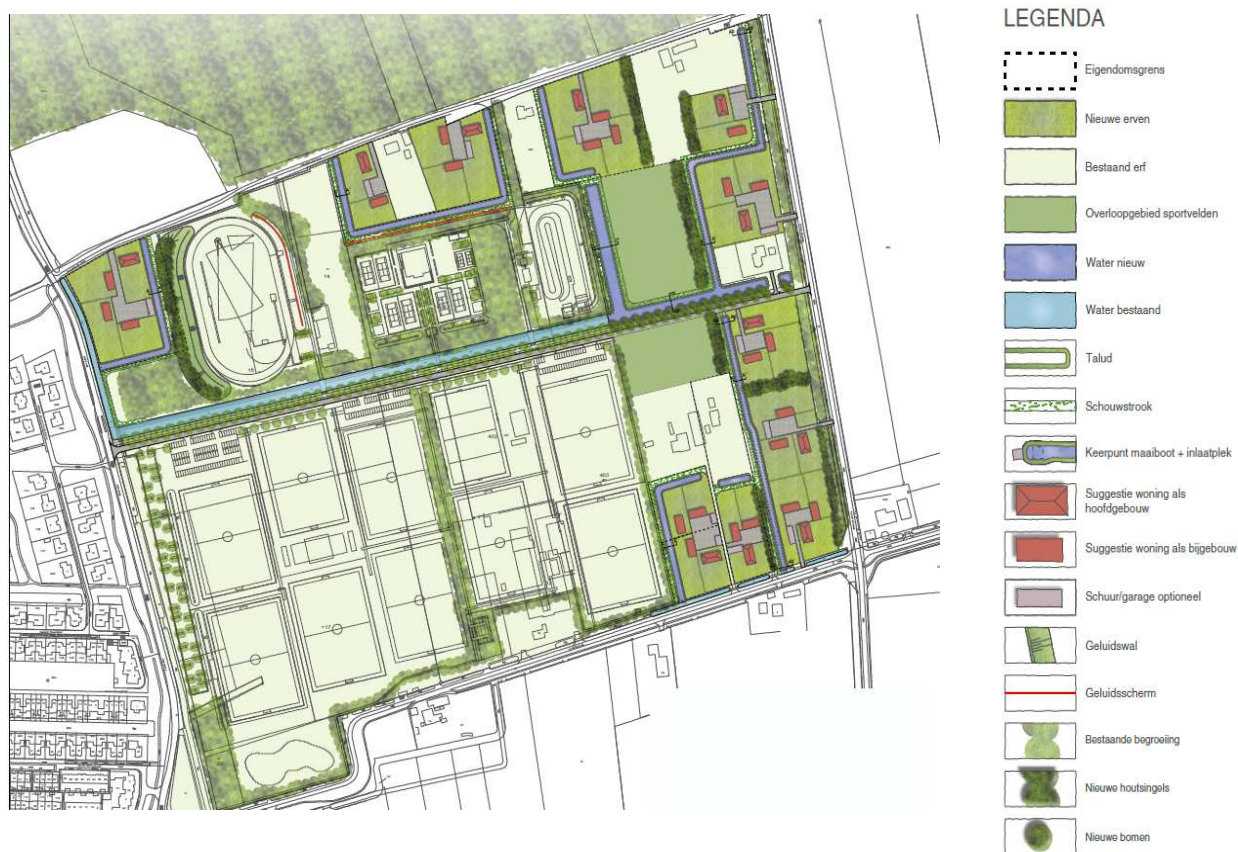 LEGENDA
Eigendomsgrens
Nieuwe erven
Bestaand erf
Overloopgebied sportvelden
Water nieuw
Water bestaand
Talud
Schouwstrook
Keerpunt maaiboot + inlaatplek
Suggestie woning als
hoofdgebouw
Suggestie woning als bijgebouw
Schuur/garage optioneel
Geluidswal
Geluidsscherm
Bestaande begroeiing
Nieuwe houtsingels
Nieuwe bomen